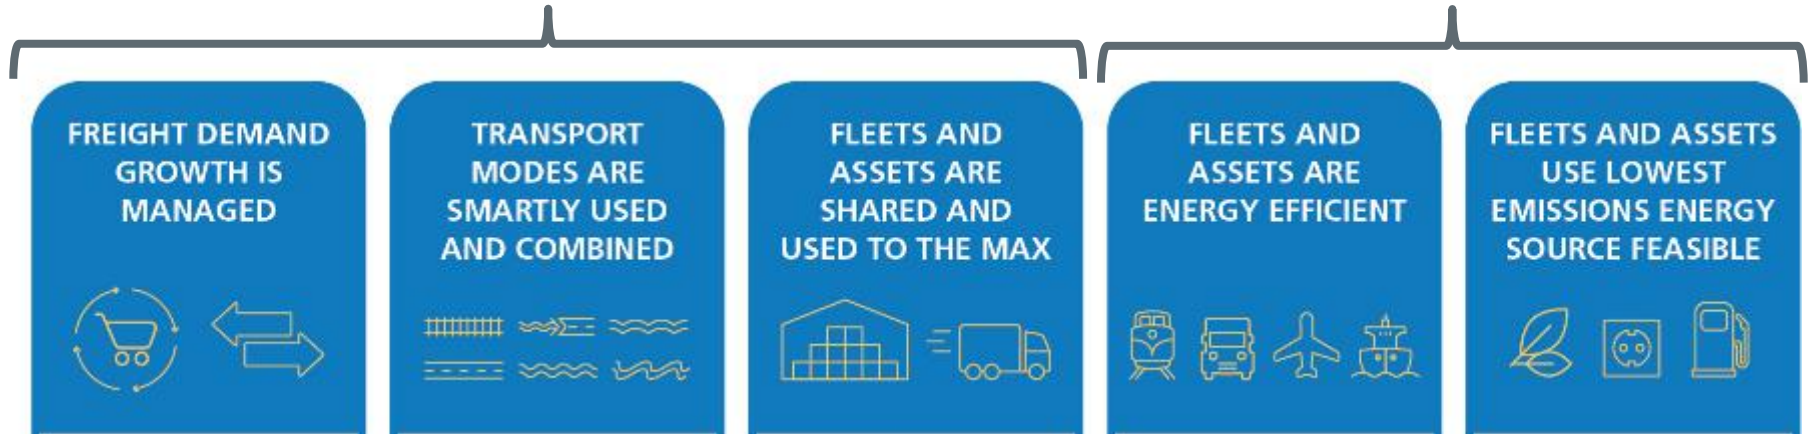 FREIGHT DEMAND
GROWTH IS
MANAGED
TRANSPORT
MODES ARE
SMARTLY USED
AND COMBINED
FLEETS AND
ASSETS ARE
SHARED AND
USED TO THE MAX
FLEETS AND
ASSETS ARE
ENERGY EFFICIENT
FLEETS AND ASSETS
USE LOWEST
EMISSIONS ENERGY
SOURCE FEASIBLE